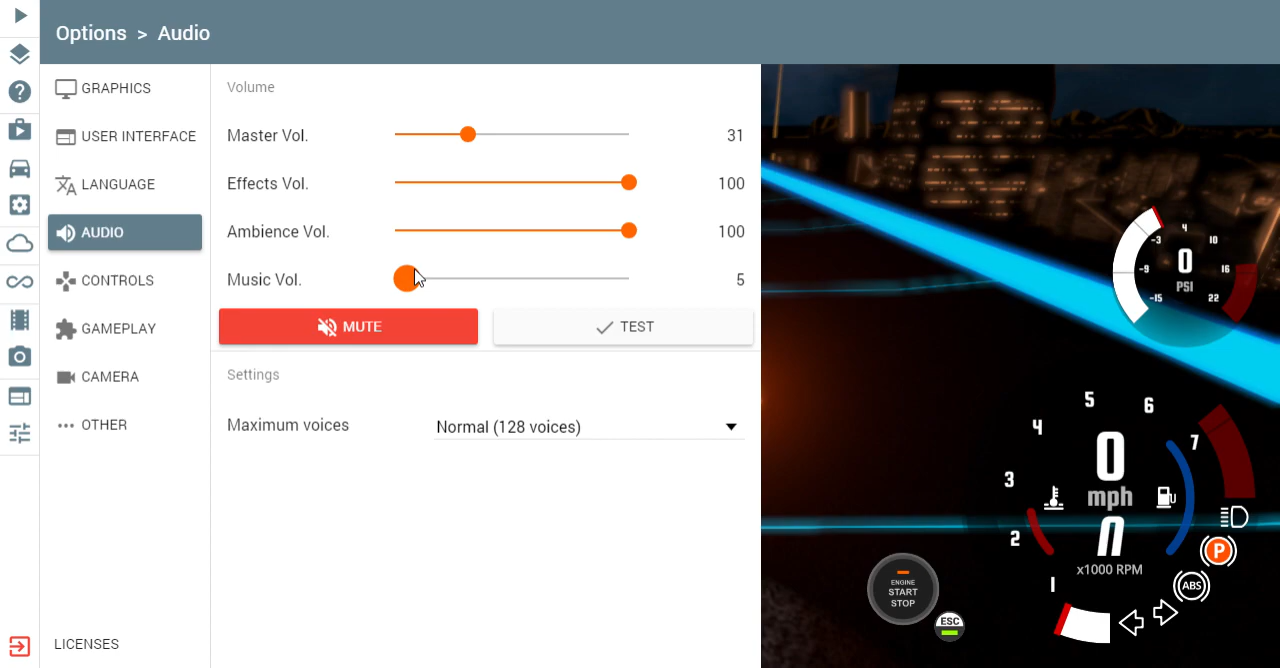 Options > Audio
GRAPHICS
USER INTERFACE
LANGUAGE
AUDIO
CONTROLS
GAMEPLAY
CAMERA
OTHER
LICENSES
Volume
Master Vol. 31
Effects Vol. 100
Ambience Vol. 100
Music Vol. 5
MUTE
TEST
Settings
Maximum voices
Normal (128 voices)
4
-3 10
-9 0 16
PSI
-15 22
5 6
4 7
0
3
mph
2
n
x1000 RPM
1
P
ABS
ENGINE
START
STOP
ESC